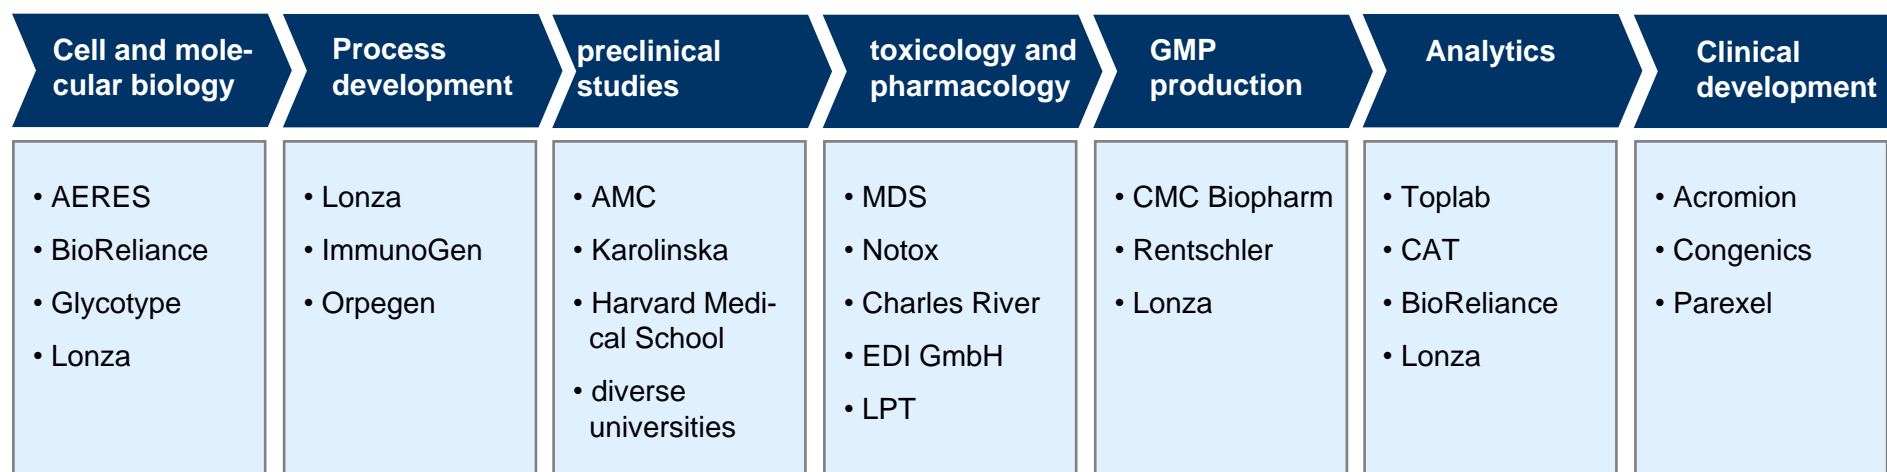 Cell and mole-
cular biology
Process
development
preclinical
studies
toxicology and
pharmacology
GMP
production
Analytics
Clinical
development
• AERES
• BioReliance
• Glycotype
• Lonza
• Lonza
• ImmunoGen
• Orpegen
• AMC
• Karolinska
• Harvard Medi-
cal School
• diverse
universities
• MDS
• Notox
• Charles River
• EDI GmbH
• LPT
• CMC Biopharm
• Rentschler
• Lonza
• Toplab
• CAT
• BioReliance
• Lonza
• Acromion
• Congenics
• Parexel